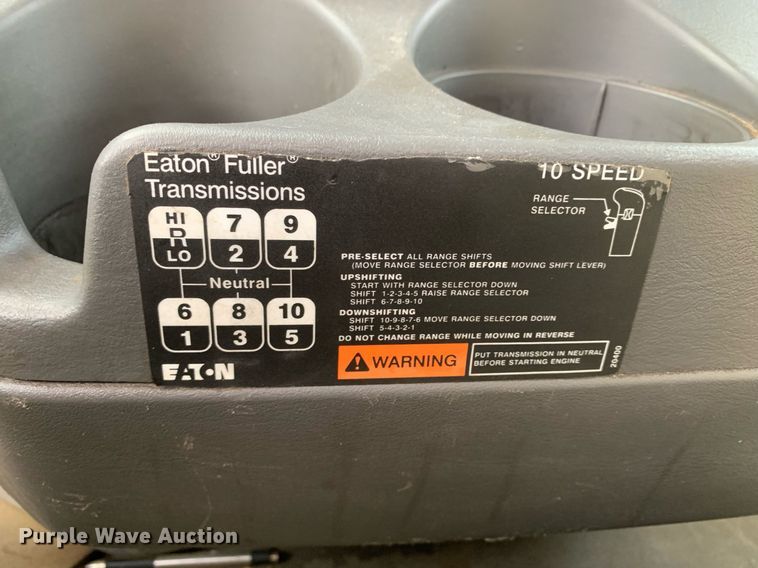 Eaton® Fuller®
Transmissions
10 SPEED
RANGE
SELECTOR
HI
R
LO
7
2
9
4
Neutral
6
1
8
3
10
5
EATON
PRE-SELECT ALL RANGE SHIFTS
(MOVE RANGE SELECTOR BEFORE MOVING SHIFT LEVER)
UPSHIFTING
START WITH RANGE SELECTOR DOWN
SHIFT 1-2-3-4-5 RAISE RANGE SELECTOR
SHIFT 6-7-8-9-10
DOWNSHIFTING
SHIFT 10-9-8-7-6 MOVE RANGE SELECTOR DOWN
SHIFT 5-4-3-2-1
DO NOT CHANGE RANGE WHILE MOVING IN REVERSE
WARNING
PUT TRANSMISSION IN NEUTRAL
BEFORE STARTING ENGINE
20400
Purple Wave Auction